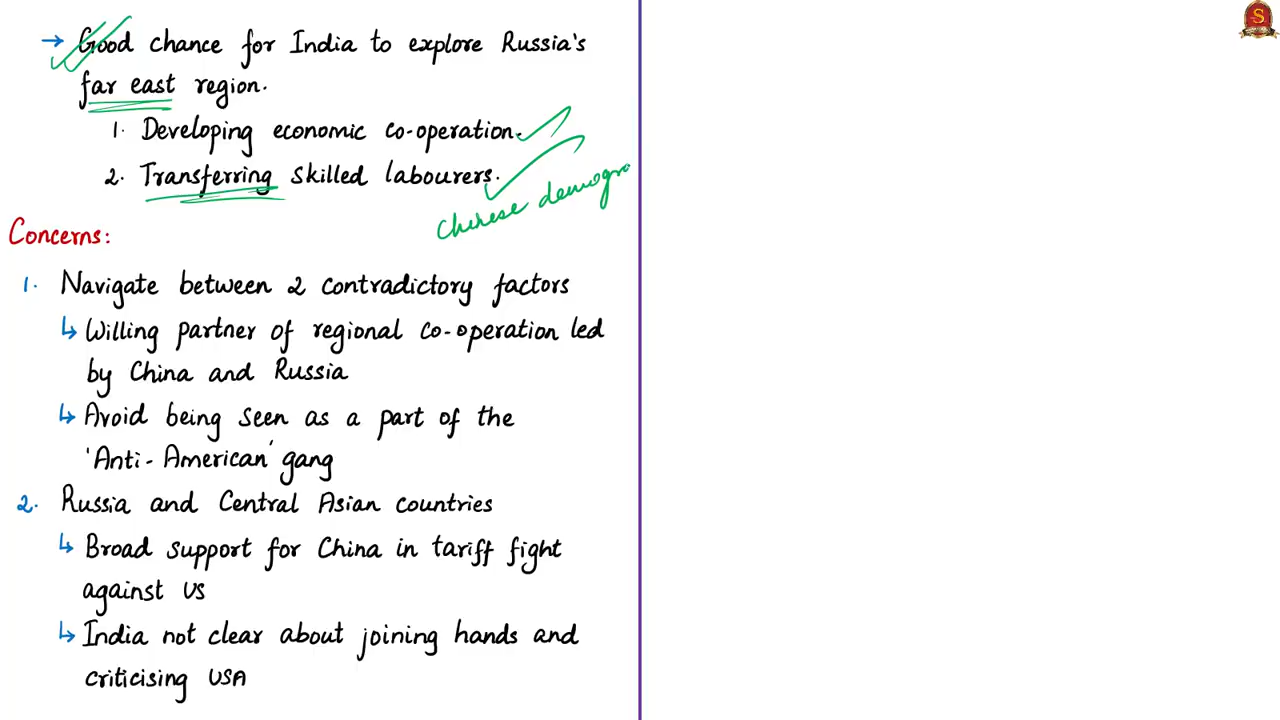 → Good chance for India to explore Russia's
far east region.
1. Developing economic co-operation.
2. Transferring skilled labourers.
Chinese demogra
Concerns:
1. Navigate between 2 contradictory factors
↳ Willing partner of regional co-operation led
by China and Russia
↳ Avoid being seen as a part of the
'Anti-American' gang
2. Russia and Central Asian countries
↳ Broad support for China in tariff fight
against US
↳ India not clear about joining hands and
criticising USA
S